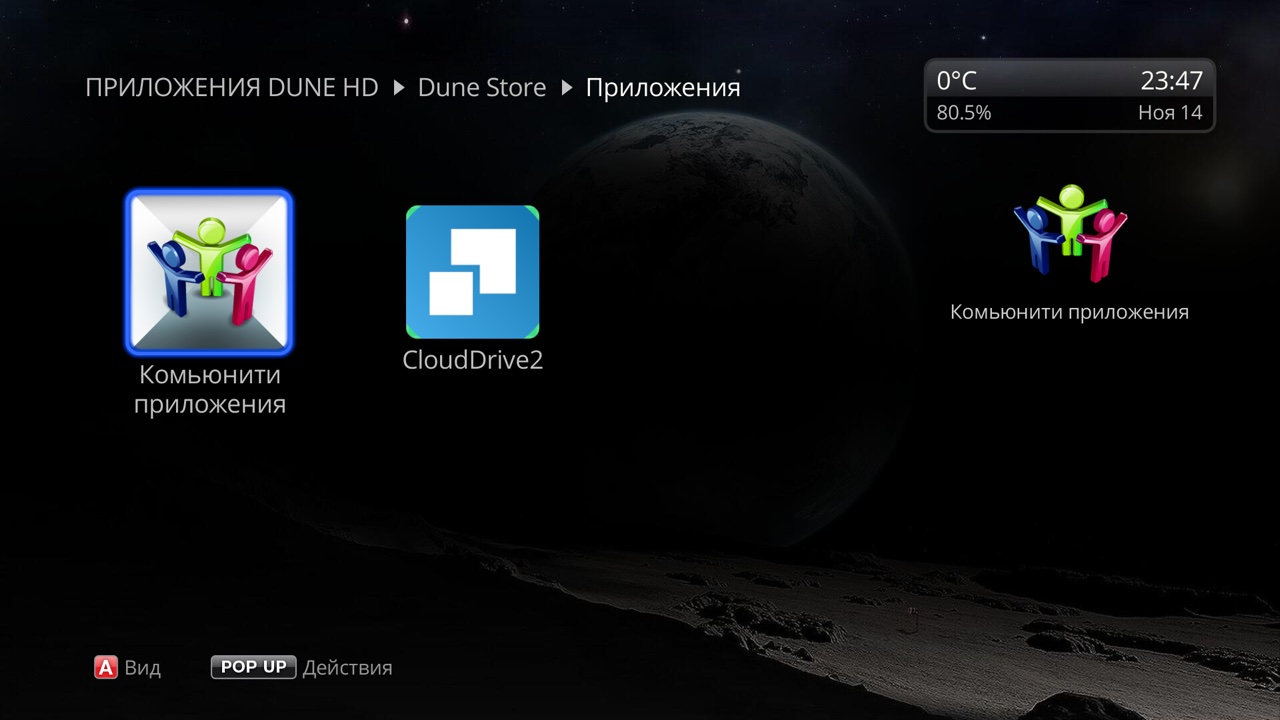 ПРИЛОЖЕНИЯ DUNE HD ▶ Dune Store ▶ Приложения
0°C 23:47
80.5% Ноя 14
Комьюнити
приложения
CloudDrive2
Комьюнити приложения
A Вид POP UP Действия